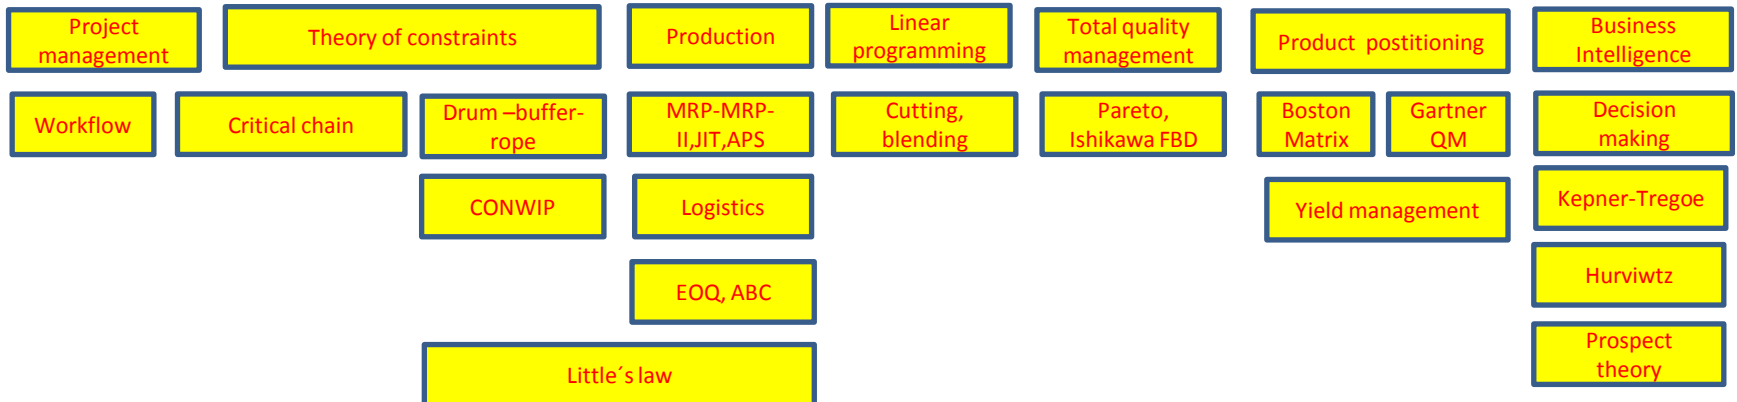 Project
management
Theory of constraints
Production
Linear
programming
Total quality
management
Product  postitioning
Business
Intelligence
Workflow
Critical chain
Drum –buffer-
rope
MRP-MRP-
II,JIT,APS
Cutting,
blending
Pareto,
Ishikawa FBD
Boston
Matrix
Gartner
QM
Decision
making
CONWIP
Logistics
Yield management
Kepner-Tregoe
EOQ, ABC
Hurviwtz
Little´s law
Prospect
theory